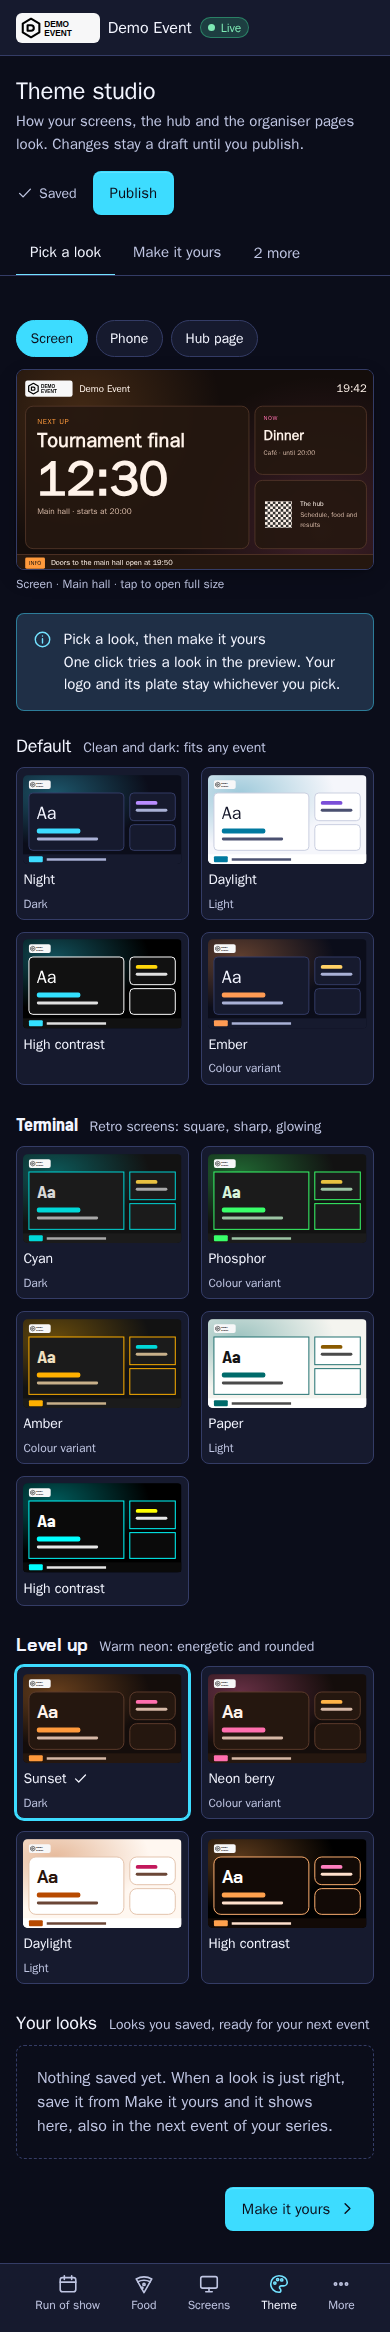 DEMO
EVENT
Demo Event
Live
Theme studio
How your screens, the hub and the organiser pages
look. Changes stay a draft until you publish.
Saved
Publish
Pick a look
Make it yours
2 more
Screen
Phone
Hub page
DEMO
EVENT
Demo Event
19:42
NEXT UP
Tournament final
12:30
Main hall · starts at 20:00
NOW
Dinner
Café · until 20:00
The hub
Schedule, food and
results
INFO
Doors to the main hall open at 19:50
Screen · Main hall · tap to open full size
Pick a look, then make it yours
One click tries a look in the preview. Your
logo and its plate stay whichever you pick.
Default
Clean and dark: fits any event
Aa
Night
Dark
Aa
Daylight
Light
Aa
High contrast
Aa
Ember
Colour variant
Terminal
Retro screens: square, sharp, glowing
Aa
Cyan
Dark
Aa
Phosphor
Colour variant
Aa
Amber
Colour variant
Aa
Paper
Light
Aa
High contrast
Level up
Warm neon: energetic and rounded
Aa
Sunset
Dark
Aa
Neon berry
Colour variant
Aa
Daylight
Light
Aa
High contrast
Your looks
Looks you saved, ready for your next event
Nothing saved yet. When a look is just right,
save it from Make it yours and it shows
here, also in the next event of your series.
Make it yours
Run of show
Food
Screens
Theme
More